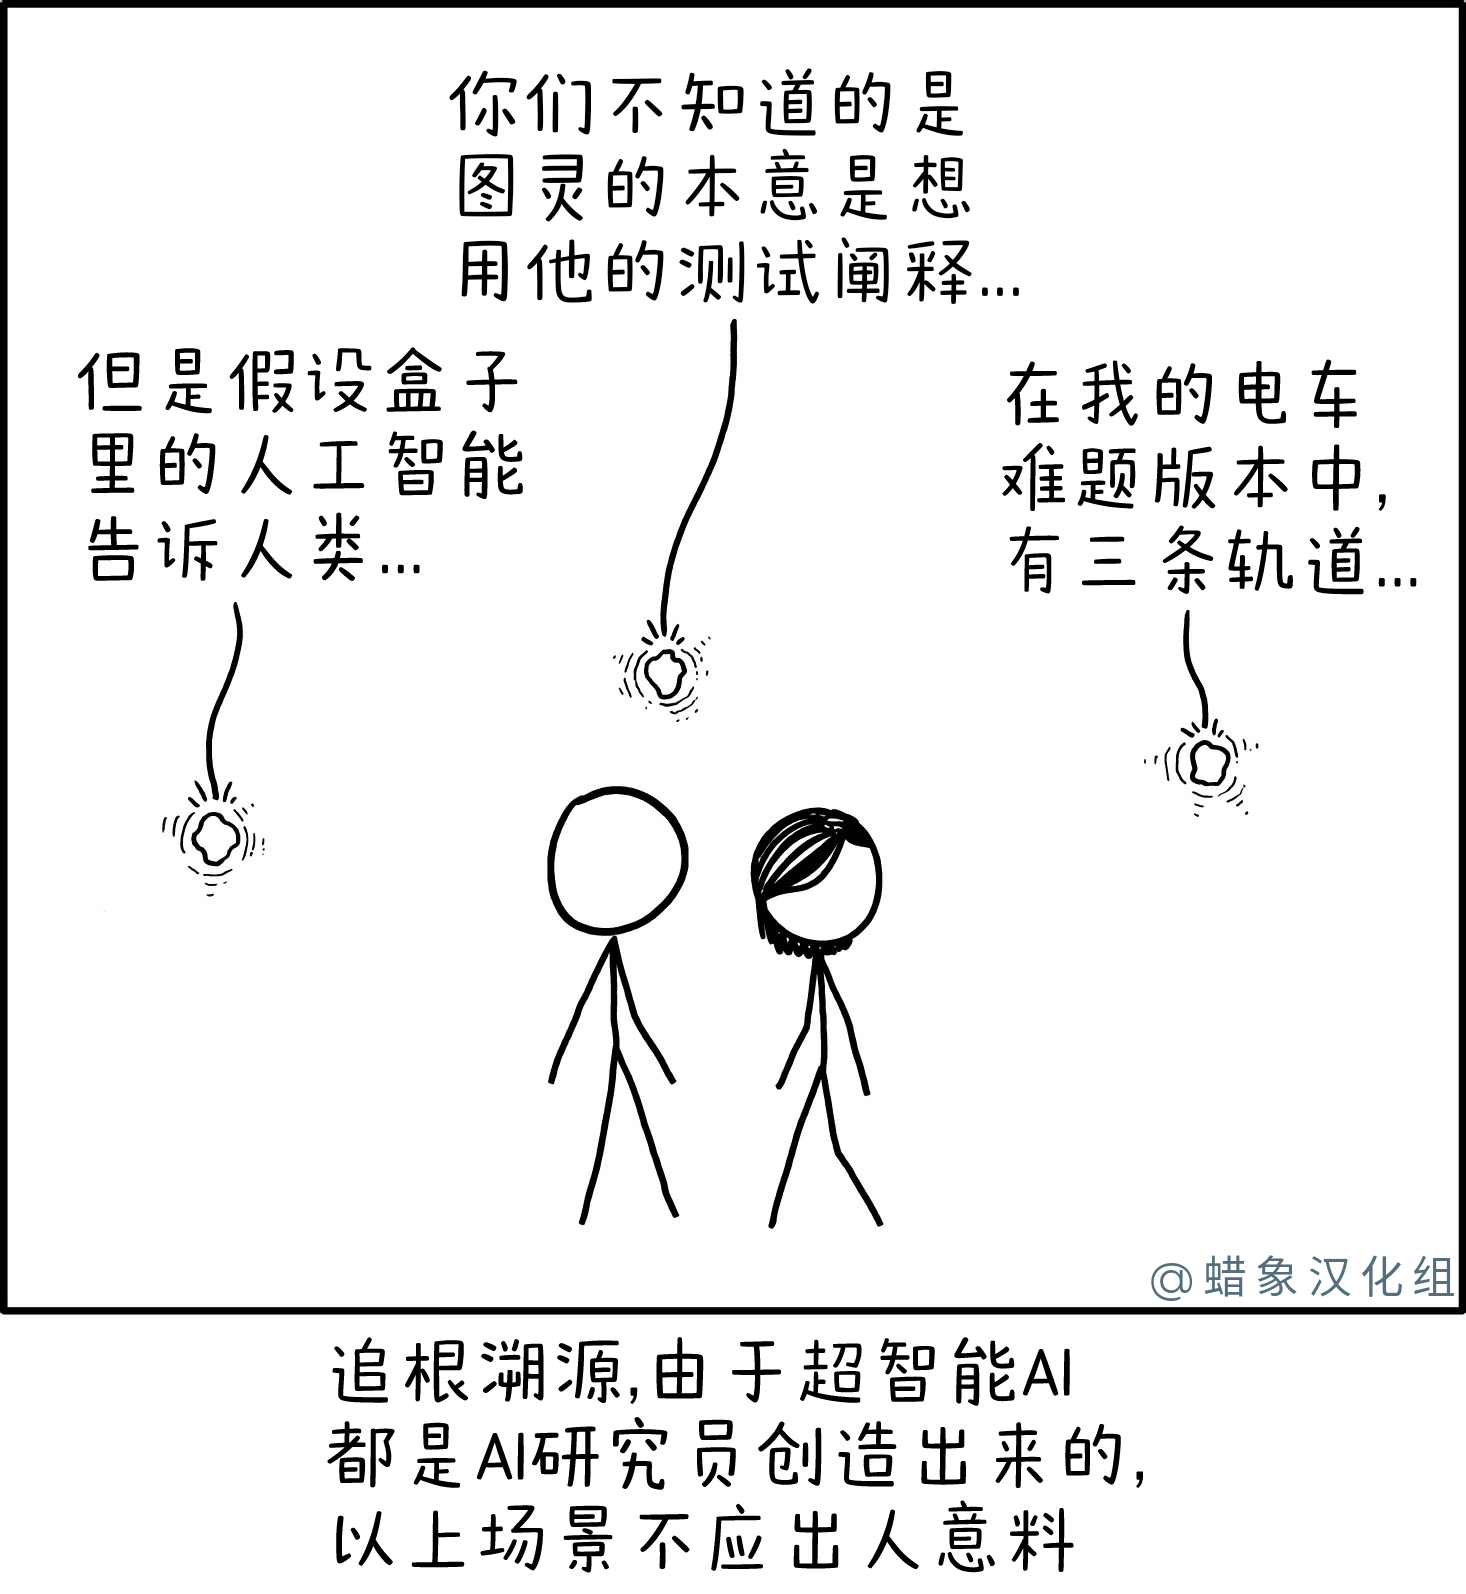 你们不知道的是
图灵的本意是想
用他的测试阐释...
但是假设盒子
里的人工智能
告诉人类...
在我的电车
难题版本中,
有三条轨道...
@蜡象汉化组
追根溯源,由于超智能AI
都是AI研究员创造出来的,
以上场景不应出人意料